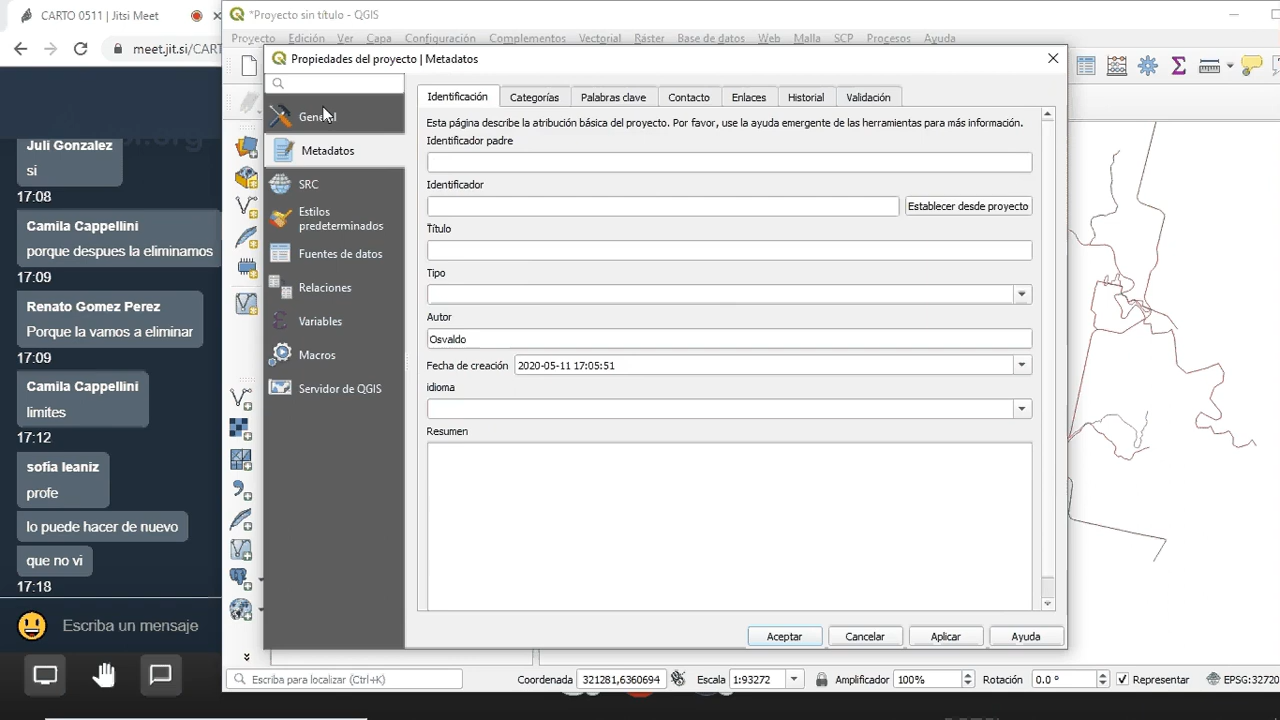 CARTO 0511 | Jitsi Meet
meet.jit.si/CART
Juli Gonzalez
si
17:08
Camila Cappellini
porque despues la eliminamos
17:09
Renato Gomez Perez
Porque la vamos a eliminar
17:09
Camila Cappellini
limites
17:12
sofía leaniz
profe
lo puede hacer de nuevo
que no vi
17:18
Escriba un mensaje
*Proyecto sin título - QGIS
Proyecto Edición Ver Capa Configuración Complementos Vectorial Ráster Base de datos Web Malla SCP Procesos Ayuda
Propiedades del proyecto | Metadatos
General
Metadatos
SRC
Estilos
predeterminados
Fuentes de datos
Relaciones
Variables
Macros
Servidor de QGIS
Identificación Categorías Palabras clave Contacto Enlaces Historial Validación
Esta página describe la atribución básica del proyecto. Por favor, use la ayuda emergente de las herramientas para más información.
Identificador padre
Identificador
Establecer desde proyecto
Título
Tipo
Autor
Osvaldo
Fecha de creación 2020-05-11 17:05:51
idioma
Resumen
Aceptar Cancelar Aplicar Ayuda
Escriba para localizar (Ctrl+K) Coordenada 321281,6360694 Escala 1:93272 Amplificador 100% Rotación 0.0 ° Representar EPSG:32720